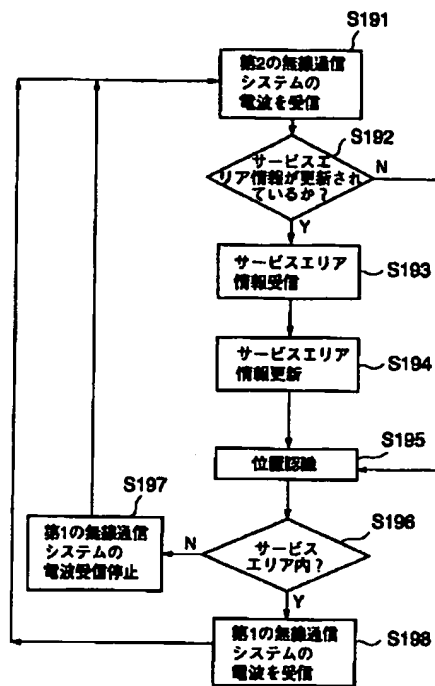 S191
第2の無線通信
システムの
電波を受信
S192
サービスエ
リア情報が更新され
ているか？
N
Y
サービスエリア
情報受信
S193
サービスエリア
情報更新
S194
S195
位置認識
S197
第1の無線通信
システムの
電波受信停止
N
S196
サービス
エリア内？
Y
第1の無線通信
システムの
電波を受信
S198